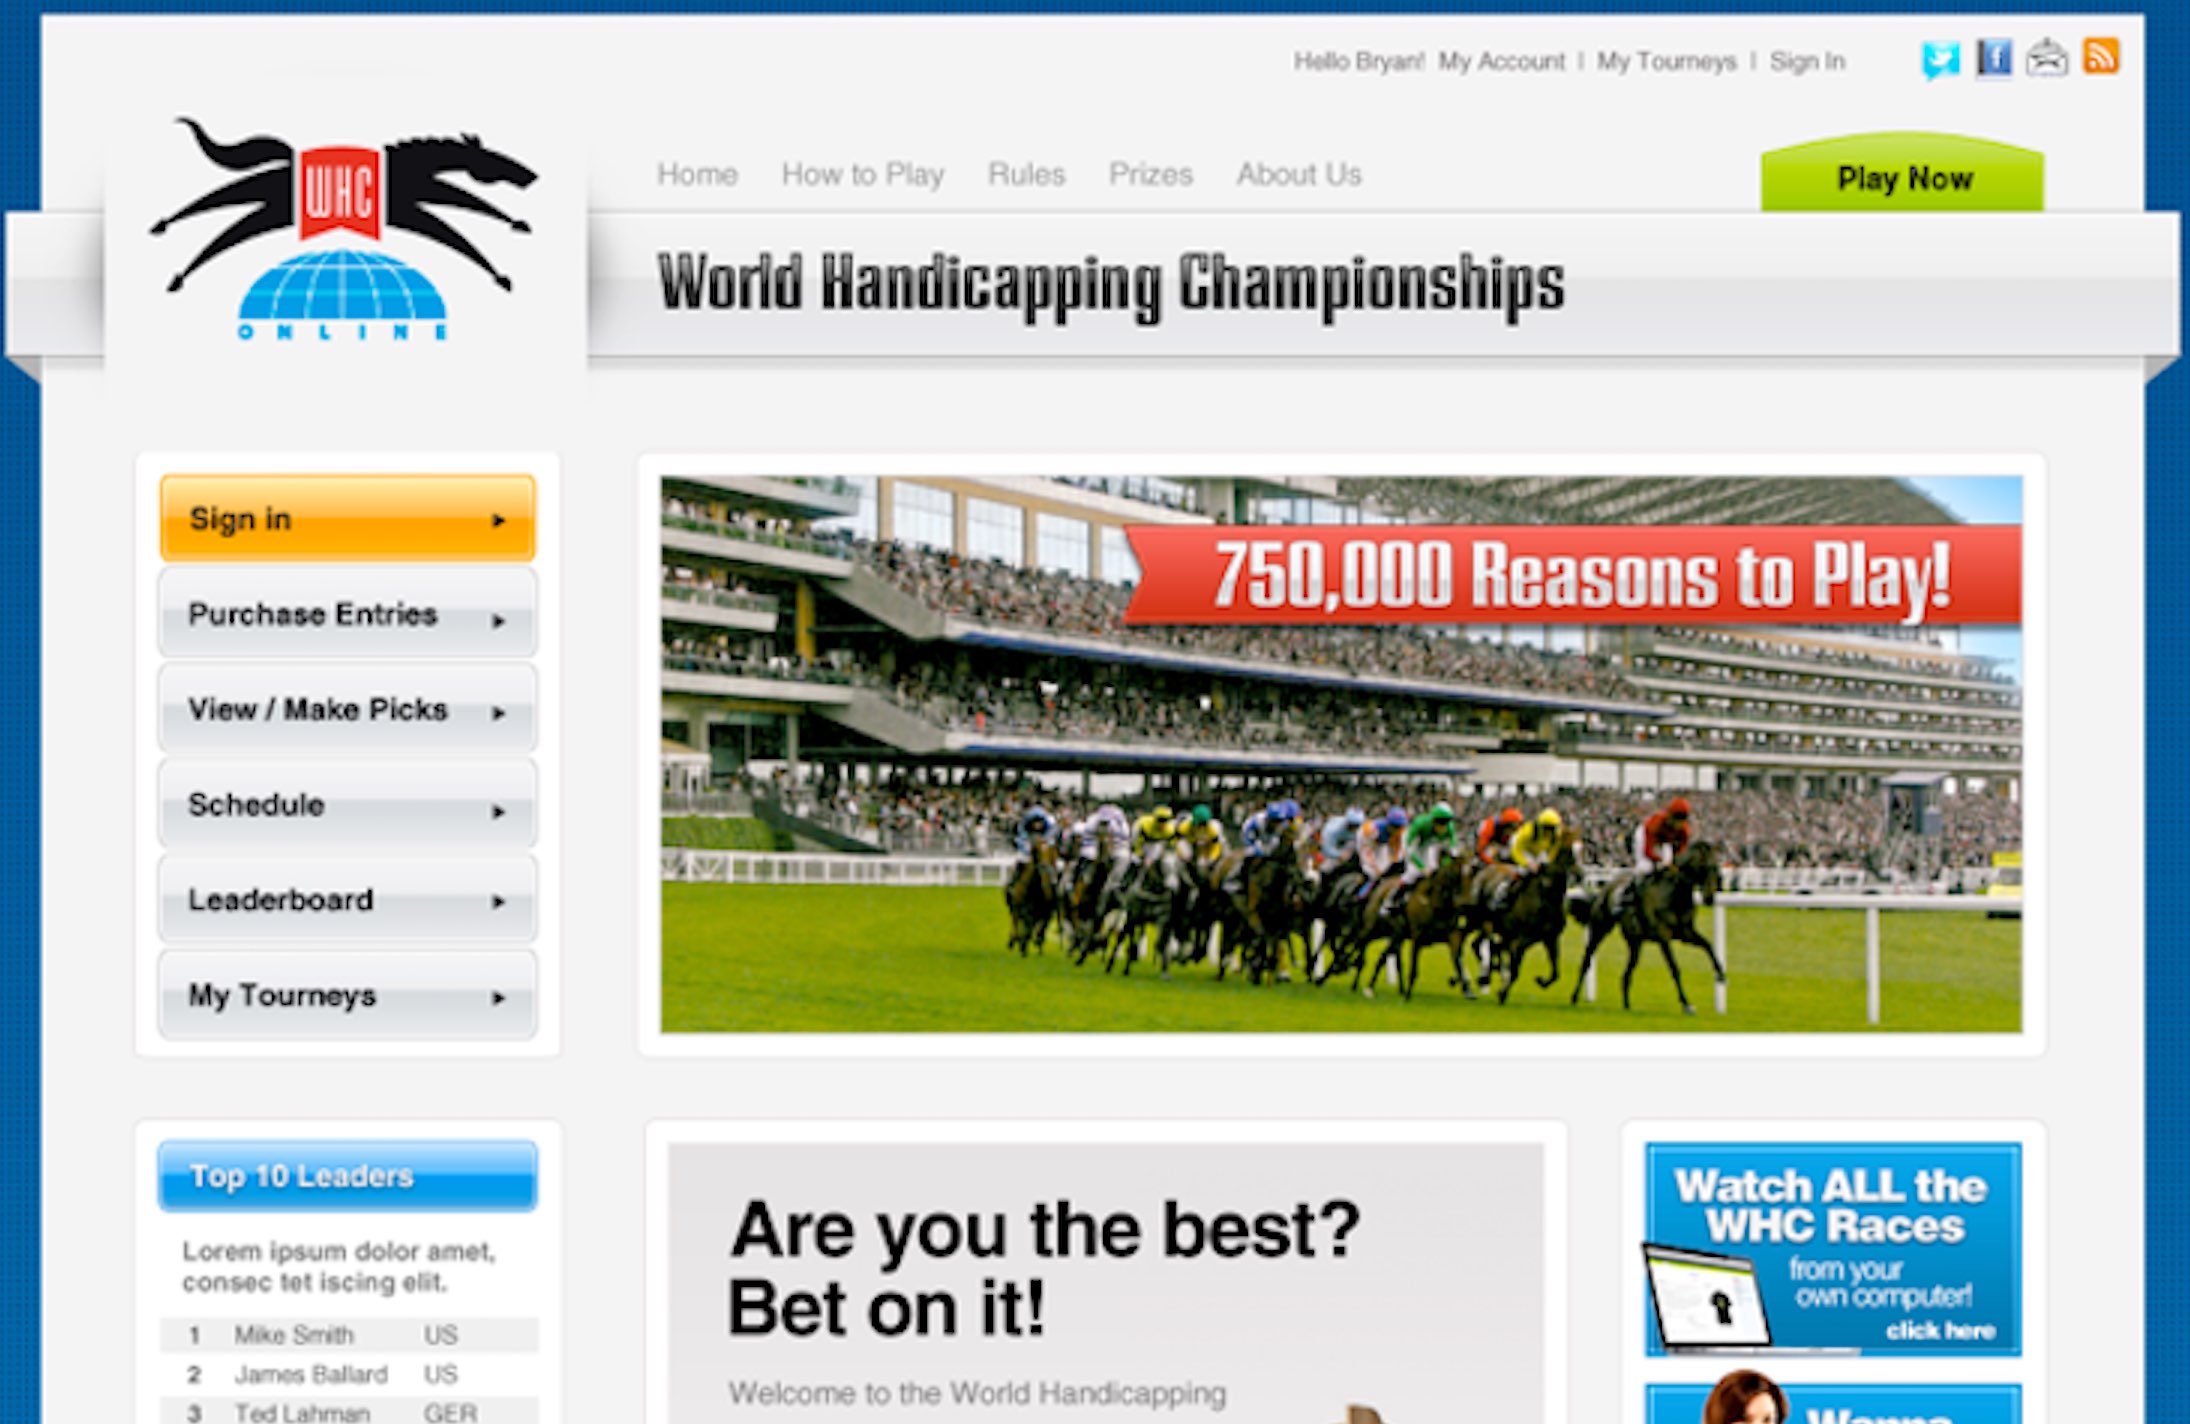 Hello Bryan! My Account | My Tourneys | Sign In
WHC
ONLINE
Home How to Play Rules Prizes About Us
Play Now
World Handicapping Championships
Sign in
Purchase Entries
View / Make Picks
Schedule
Leaderboard
My Tourneys
750,000 Reasons to Play!
Top 10 Leaders
Lorem ipsum dolor amet,
consec tet iscing elit.
1 Mike Smith US
2 James Ballard US
3 Ted Lahman GER
Are you the best?
Bet on it!
Welcome to the World Handicapping
Watch ALL the
WHC Races
from your
own computer!
click here
Wanna